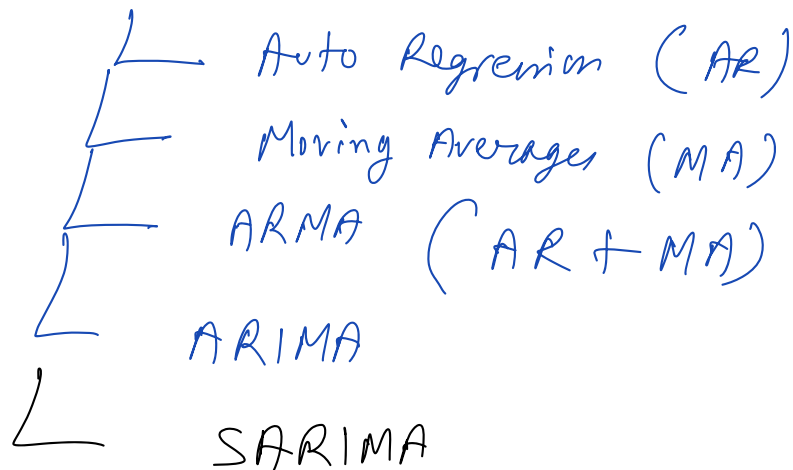 Auto Regression (AR)
Moving Averages (MA)
ARMA (AR + MA)
ARIMA
SARIMA